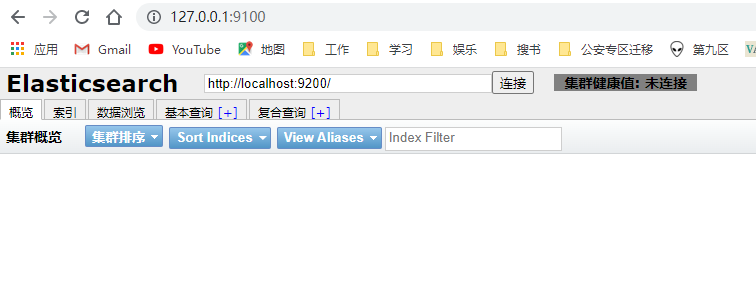 127.0.0.1:9100
应用 Gmail YouTube 地图 工作 学习 娱乐 搜书 公安专区迁移 第九区 VA
Elasticsearch http://localhost:9200/ 连接 集群健康值: 未连接
概览 索引 数据浏览 基本查询 [+] 复合查询 [+]
集群概览 集群排序 Sort Indices View Aliases Index Filter